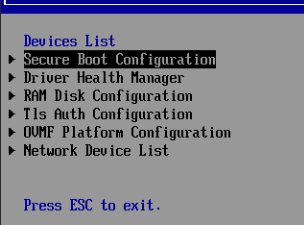 Devices List
Secure Boot Configuration
Driver Health Manager
RAM Disk Configuration
Tls Auth Configuration
OVMF Platform Configuration
Network Device List
Press ESC to exit.